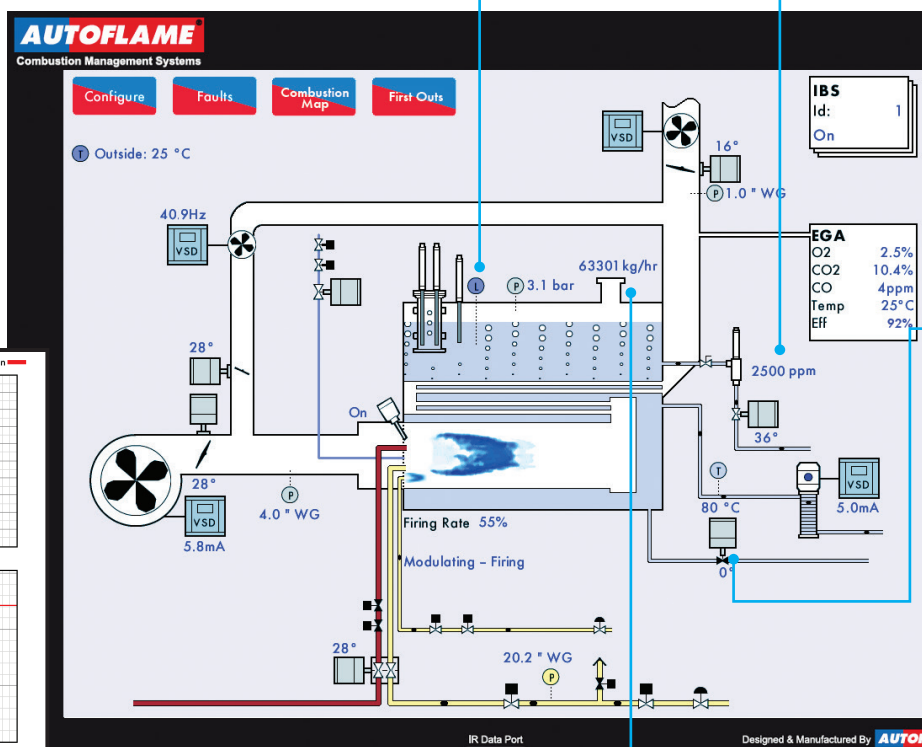 AUTOFLAME
Combustion Management Systems
Configure
Faults
Combustion
Map
First Outs
IBS
Id: 1
On
T Outside: 25 °C
VSD
16°
P 1.0 " WG
40.9Hz
VSD
EGA
O2 2.5%
CO2 10.4%
CO 4ppm
Temp 25°C
Eff 92%
63301 kg/hr
L
P 3.1 bar
28°
2500 ppm
On
36°
28°
P
4.0 " WG
T
80 °C
VSD
5.0mA
VSD
5.8mA
Firing Rate 55%
Modulating – Firing
0°
28°
20.2 " WG
P
IR Data Port
Designed & Manufactured By